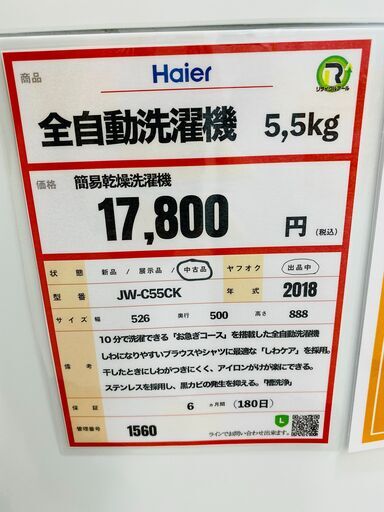 商品
Haier
R
リサイクルアール
全自動洗濯機 5,5kg
価格
簡易乾燥洗濯機
17,800 円 (税込)
状態 新品 / 展示品 / 中古品 ヤフオク 出品中
型番 JW-C55CK 年式 2018
サイズ 幅 526 奥行 500 高さ 888
10分で洗濯できる「お急ぎコース」を搭載した全自動洗濯機
しわになりやすいブラウスやシャツに最適な「しわケア」を採用。
備考
干したときにしわがつきにくく、アイロンがけが楽にできる。
ステンレスを採用し、黒カビの発生を抑える。「槽洗浄」
保証 6 ヵ月間 (180日)
管理番号 1560
L
ラインでお問い合わせ出来ます。